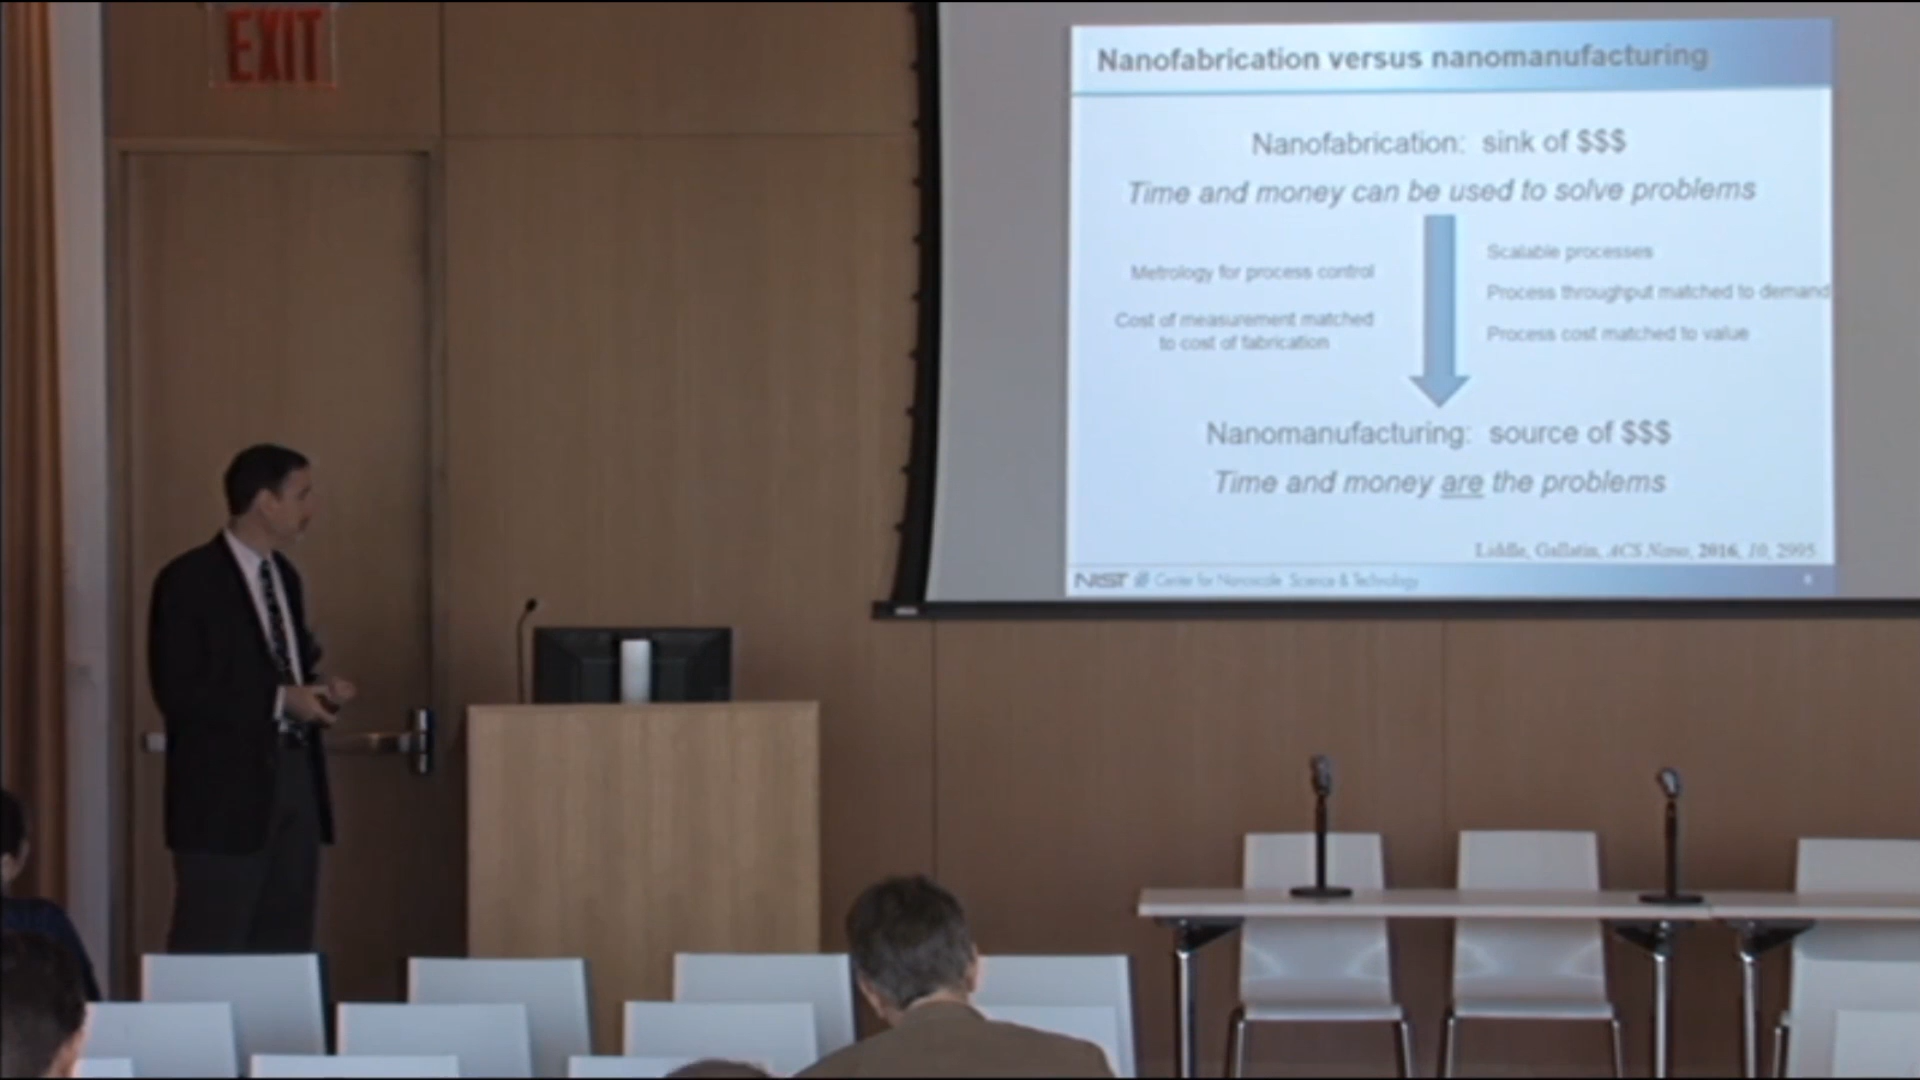 EXIT
Nanofabrication versus nanomanufacturing
Nanofabrication: sink of $$$
Time and money can be used to solve problems
Metrology for process control
Cost of measurement matched
to cost of fabrication
Scalable processes
Process throughput matched to demand
Process cost matched to value
Nanomanufacturing: source of $$$
Time and money are the problems
Liddle, Gallatin, ACS Nano, 2016, 10, 2995
NIST Center for Nanoscale Science & Technology